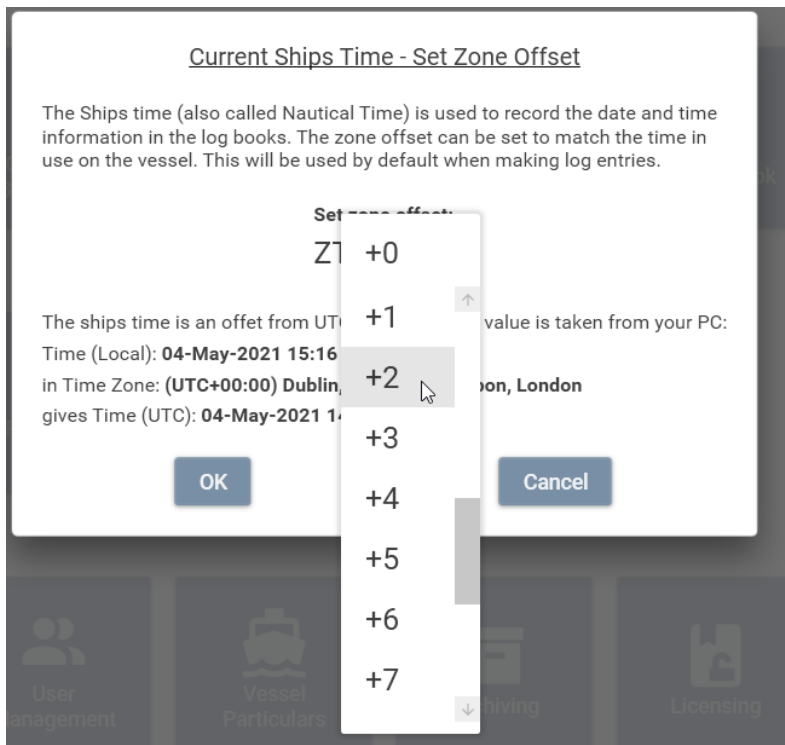 Current Ships Time - Set Zone Offset
The Ships time (also called Nautical Time) is used to record the date and time
information in the log books. The zone offset can be set to match the time in
use on the vessel. This will be used by default when making log entries.
Set zone offset:
ZT
+0
+1
+2
+3
+4
+5
+6
+7
The ships time is an offet from UTC value is taken from your PC:
Time (Local): 04-May-2021 15:16
in Time Zone: (UTC+00:00) Dublin, London
gives Time (UTC): 04-May-2021
OK
Cancel
User
Vessel
Particulars
Licensing